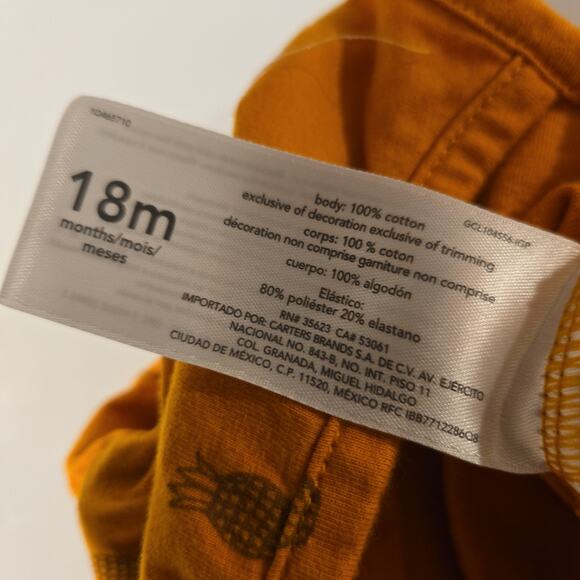 TO465710
18m
months/mois/
meses
body: 100% cotton
exclusive of decoration exclusive of trimming
corps: 100 % coton
décoration non comprise garniture non comprise
cuerpo: 100% algodón
Elástico:
80% poliéster 20% elastano
RN# 35623 CA# 53061
IMPORTADO POR: CARTERS BRANDS S.A. DE C.V. AV. EJÉRCITO
NACIONAL NO. 843-B, NO. INT. PISO 11
COL. GRANADA, MIGUEL HIDALGO
CIUDAD DE MÉXICO, C.P. 11520, MÉXICO RFC IBB7712286Q8